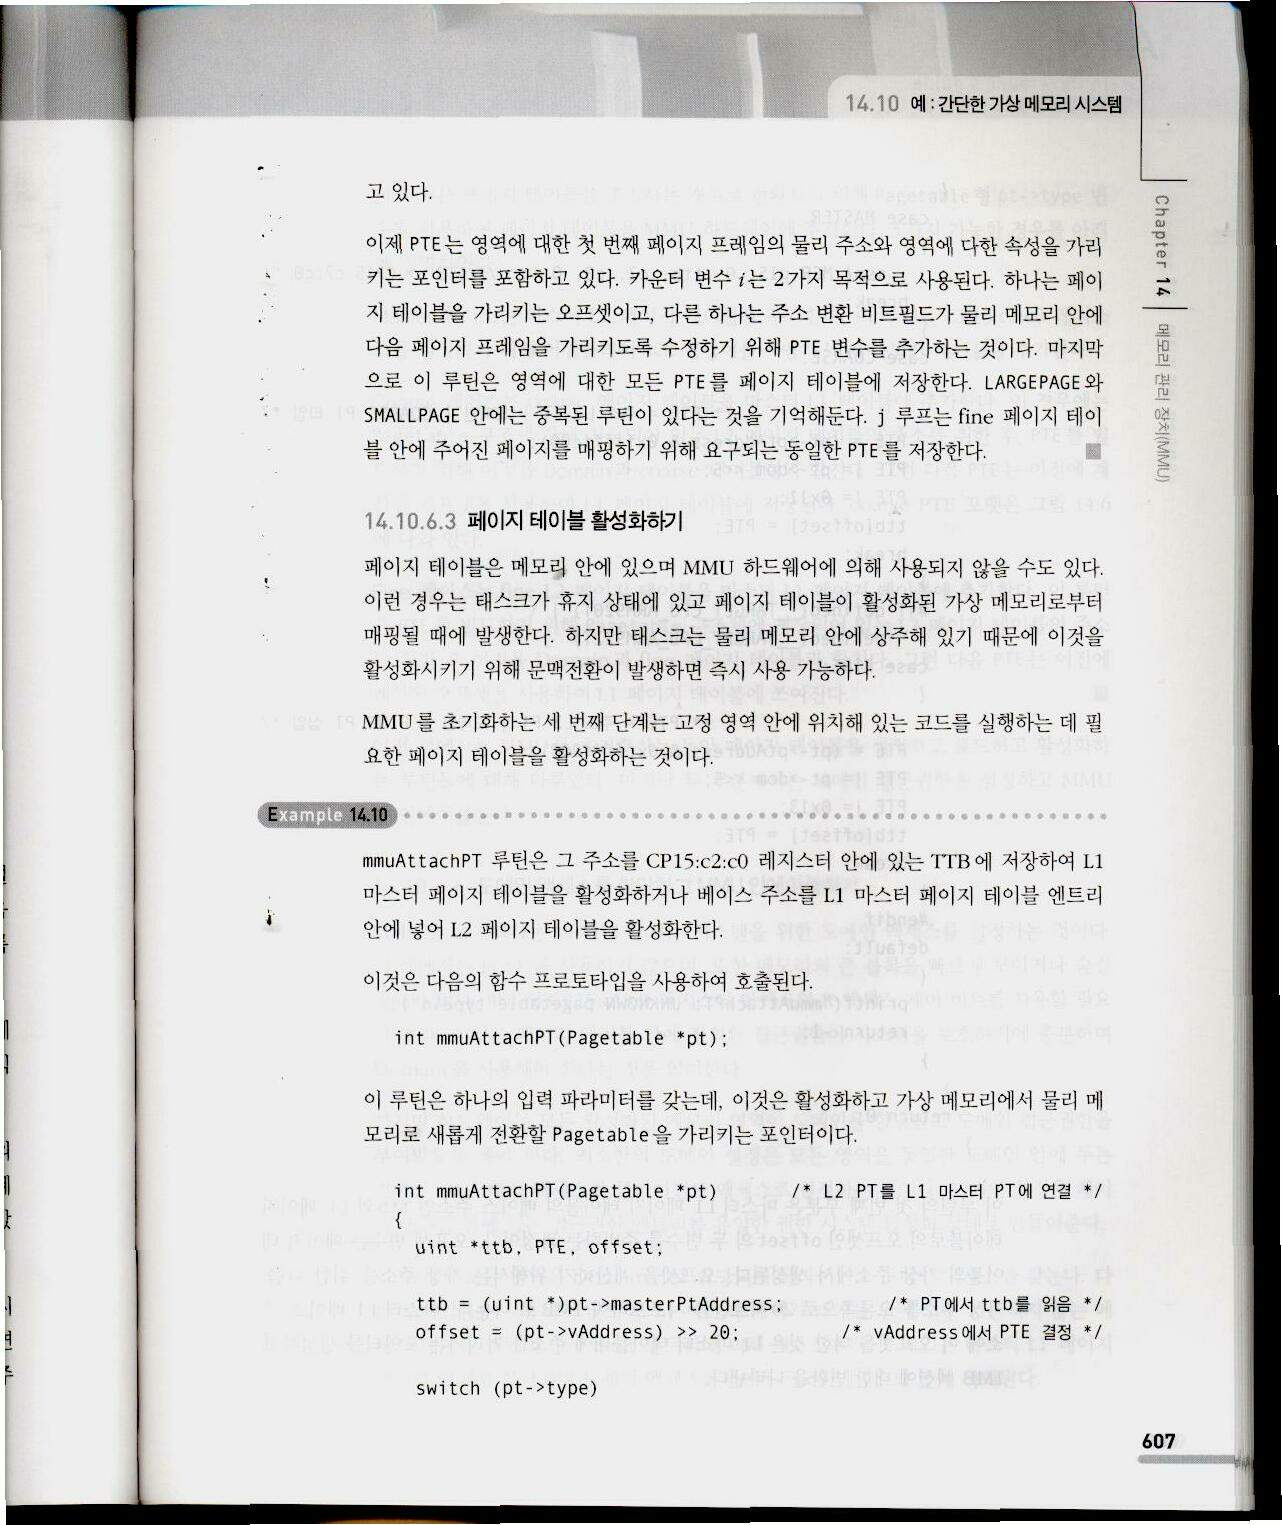 14.10 예 : 간단한 가상 메모리 시스템
고 있다.
이제 PTE는 영역에 대한 첫 번째 페이지 프레임의 물리 주소와 영역에 다한 속성을 가리
키는 포인터를 포함하고 있다. 카운터 변수 i는 2가지 목적으로 사용된다. 하나는 페이
지 테이블을 가리키는 오프셋이고, 다른 하나는 주소 변환 비트필드가 물리 메모리 안에
다음 페이지 프레임을 가리키도록 수정하기 위해 PTE 변수를 추가하는 것이다. 마지막
으로 이 루틴은 영역에 대한 모든 PTE를 페이지 테이블에 저장한다. LARGEPAGE와
SMALLPAGE 안에는 중복된 루틴이 있다는 것을 기억해둔다. j 루프는 fine 페이지 테이
블 안에 주어진 페이지를 매핑하기 위해 요구되는 동일한 PTE를 저장한다.
14.10.6.3 페이지 테이블 활성화하기
페이지 테이블은 메모리 안에 있으며 MMU 하드웨어에 의해 사용되지 않을 수도 있다.
이런 경우는 태스크가 휴지 상태에 있고 페이지 테이블이 활성화된 가상 메모리로부터
매핑될 때에 발생한다. 하지만 태스크는 물리 메모리 안에 상주해 있기 때문에 이것을
활성화시키기 위해 문맥전환이 발생하면 즉시 사용 가능하다.
MMU를 초기화하는 세 번째 단계는 고정 영역 안에 위치해 있는 코드를 실행하는 데 필
요한 페이지 테이블을 활성화하는 것이다.
Example 14.10
mmuAttachPT 루틴은 그 주소를 CP15:c2:c0 레지스터 안에 있는 TTB에 저장하여 L1
마스터 페이지 테이블을 활성화하거나 베이스 주소를 L1 마스터 페이지 테이블 엔트리
안에 넣어 L2 페이지 테이블을 활성화한다.
이것은 다음의 함수 프로토타입을 사용하여 호출된다.
int mmuAttachPT(Pagetable *pt);
이 루틴은 하나의 입력 파라미터를 갖는데, 이것은 활성화하고 가상 메모리에서 물리 메
모리로 새롭게 전환할 Pagetable을 가리키는 포인터이다.
int mmuAttachPT(Pagetable *pt) /* L2 PT를 L1 마스터 PT에 연결 */
{
uint *ttb, PTE, offset;
ttb = (uint *)pt->masterPtAddress; /* PT에서 ttb를 읽음 */
offset = (pt->vAddress) >> 20; /* vAddress에서 PTE 결정 */
switch (pt->type)
Chapter 14
메모리 관리 장치(MMU)
607